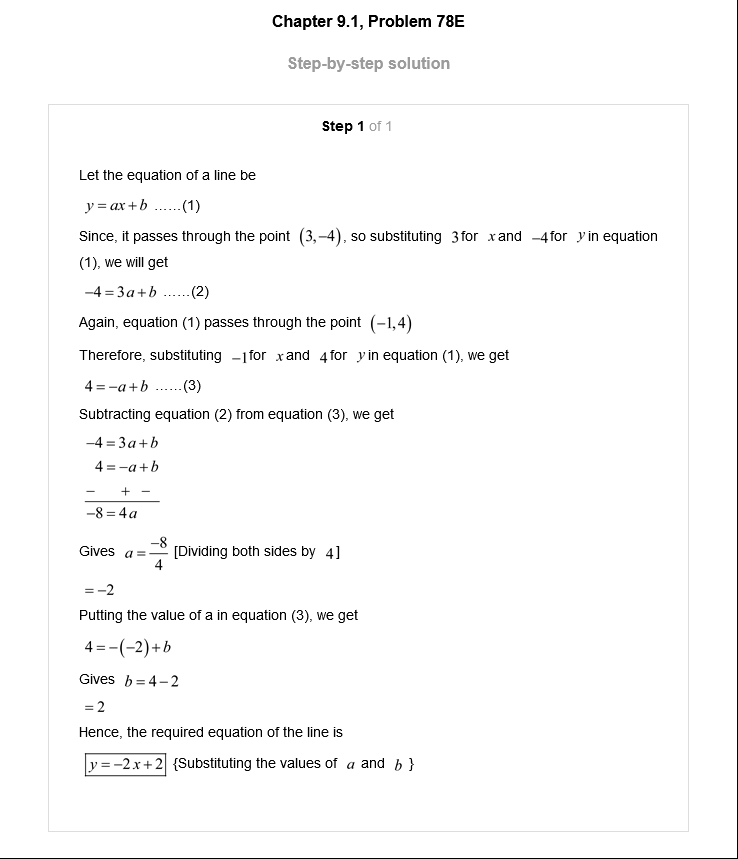 Chapter 9.1, Problem 78E
Step-by-step solution
Step 1 of 1
Let the equation of a line be
y = ax + b ......(1)
Since, it passes through the point (3,−4), so substituting 3 for x and −4 for y in equation
(1), we will get
−4 = 3a + b ......(2)
Again, equation (1) passes through the point (−1,4)
Therefore, substituting −1 for x and 4 for y in equation (1), we get
4 = −a + b ......(3)
Subtracting equation (2) from equation (3), we get
−4 = 3a + b
4 = −a + b
− + −
−8 = 4a
Gives a = −8/4 [Dividing both sides by 4]
= −2
Putting the value of a in equation (3), we get
4 = −(−2) + b
Gives b = 4 − 2
= 2
Hence, the required equation of the line is
y = −2x + 2 {Substituting the values of a and b }